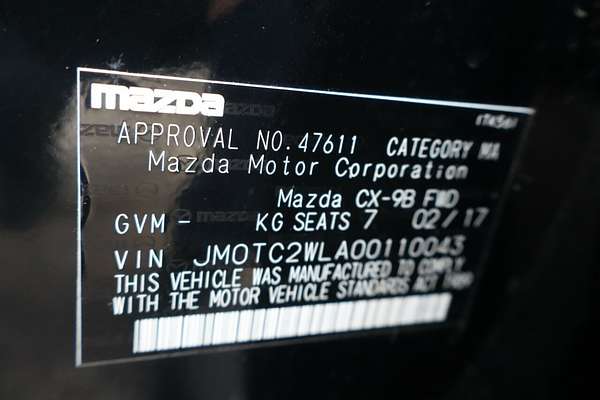 mazda
APPROVAL NO.47611 CATEGORY MA
Mazda Motor Corporation
Mazda CX-9B FWD
GVM - KG SEATS 7 02/17
VIN JM0TC2WLA00110043
THIS VEHICLE WAS MANUFACTURED TO COMPLY
WITH THE MOTOR VEHICLE STANDARDS ACT 1989